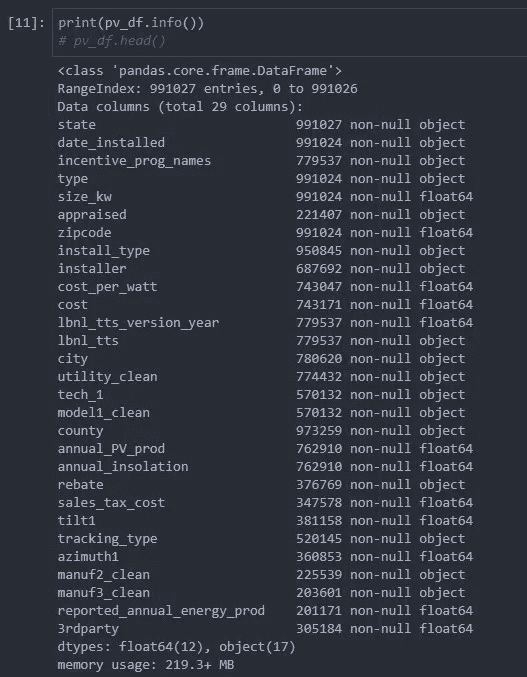 [11]: print(pv_df.info())
# pv_df.head()
<class 'pandas.core.frame.DataFrame'>
RangeIndex: 991027 entries, 0 to 991026
Data columns (total 29 columns):
state 991027 non-null object
date_installed 991024 non-null object
incentive_prog_names 779537 non-null object
type 991024 non-null object
size_kw 991024 non-null float64
appraised 221407 non-null object
zipcode 991024 non-null float64
install_type 950845 non-null object
installer 687692 non-null object
cost_per_watt 743047 non-null float64
cost 743171 non-null float64
lbnl_tts_version_year 779537 non-null float64
lbnl_tts 779537 non-null object
city 780620 non-null object
utility_clean 774432 non-null object
tech_1 570132 non-null object
model1_clean 570132 non-null object
county 973259 non-null object
annual_PV_prod 762910 non-null float64
annual_insolation 762910 non-null float64
rebate 376769 non-null object
sales_tax_cost 347578 non-null float64
tilt1 381158 non-null float64
tracking_type 520145 non-null object
azimuth1 360853 non-null float64
manuf2_clean 225539 non-null object
manuf3_clean 203601 non-null object
reported_annual_energy_prod 201171 non-null float64
3rdparty 305184 non-null float64
dtypes: float64(12), object(17)
memory usage: 219.3+ MB